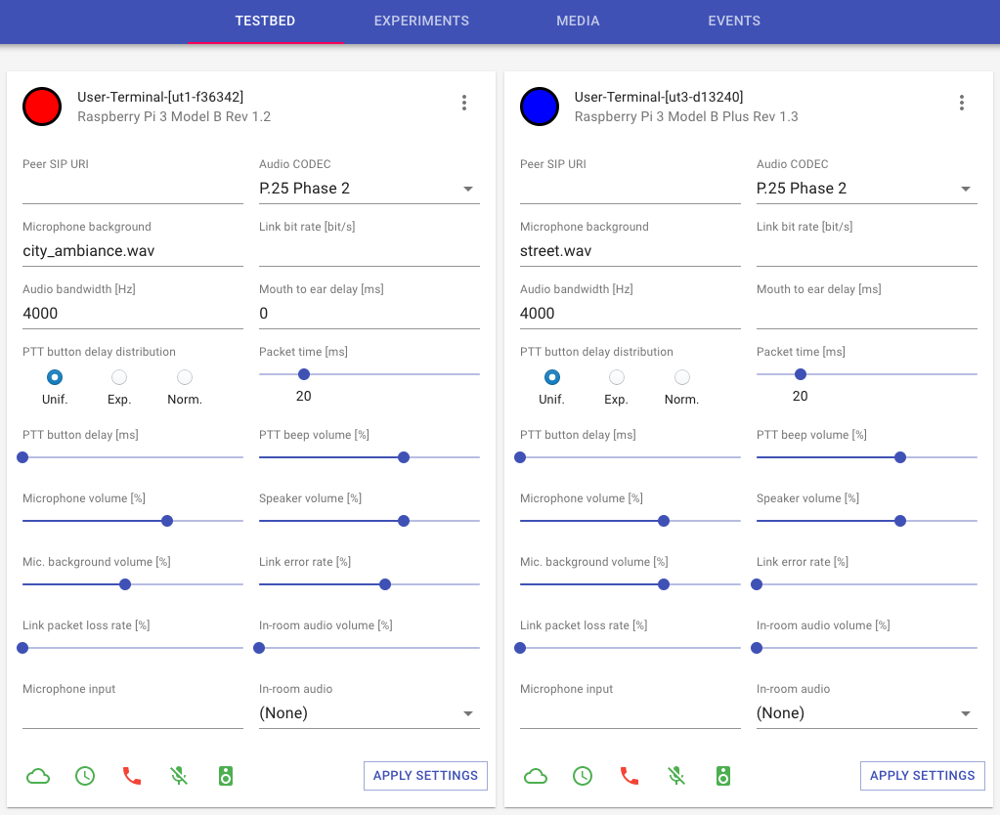 TESTBED EXPERIMENTS MEDIA EVENTS
User-Terminal-[ut1-f36342]
Raspberry Pi 3 Model B Rev 1.2
Peer SIP URI Audio CODEC
P.25 Phase 2
Microphone background Link bit rate [bit/s]
city_ambiance.wav
Audio bandwidth [Hz] Mouth to ear delay [ms]
4000 0
PTT button delay distribution Packet time [ms]
Unif. Exp. Norm. 20
PTT button delay [ms] PTT beep volume [%]
Microphone volume [%] Speaker volume [%]
Mic. background volume [%] Link error rate [%]
Link packet loss rate [%] In-room audio volume [%]
Microphone input In-room audio
(None)
APPLY SETTINGS
User-Terminal-[ut3-d13240]
Raspberry Pi 3 Model B Plus Rev 1.3
Peer SIP URI Audio CODEC
P.25 Phase 2
Microphone background Link bit rate [bit/s]
street.wav
Audio bandwidth [Hz] Mouth to ear delay [ms]
4000
PTT button delay distribution Packet time [ms]
Unif. Exp. Norm. 20
PTT button delay [ms] PTT beep volume [%]
Microphone volume [%] Speaker volume [%]
Mic. background volume [%] Link error rate [%]
Link packet loss rate [%] In-room audio volume [%]
Microphone input In-room audio
(None)
APPLY SETTINGS